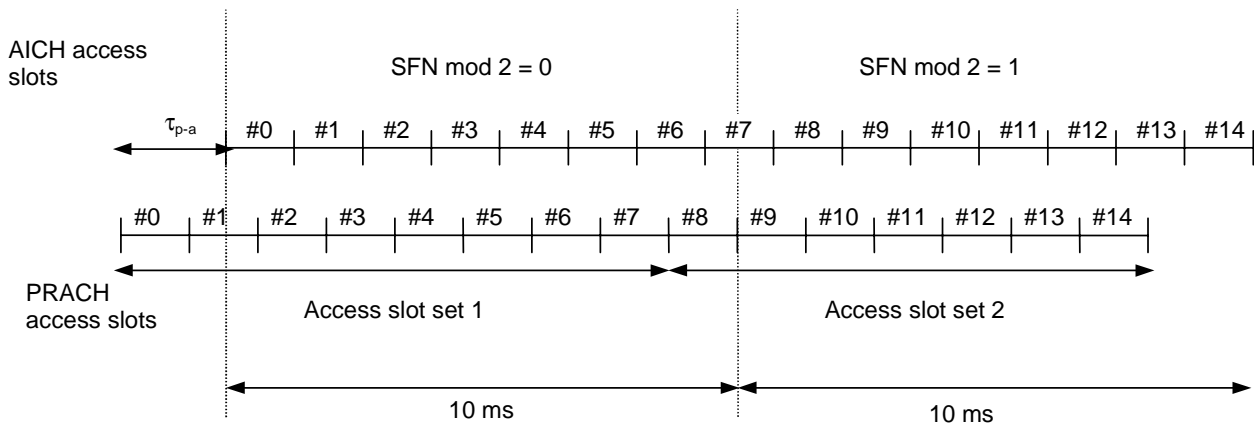 AICH access
slots
SFN mod 2 = 0
SFN mod 2 = 1
τp-a
#0 #1 #2 #3 #4 #5 #6 #7 #8 #9 #10 #11 #12 #13 #14
#0 #1 #2 #3 #4 #5 #6 #7 #8 #9 #10 #11 #12 #13 #14
PRACH
access slots
Access slot set 1
Access slot set 2
10 ms
10 ms